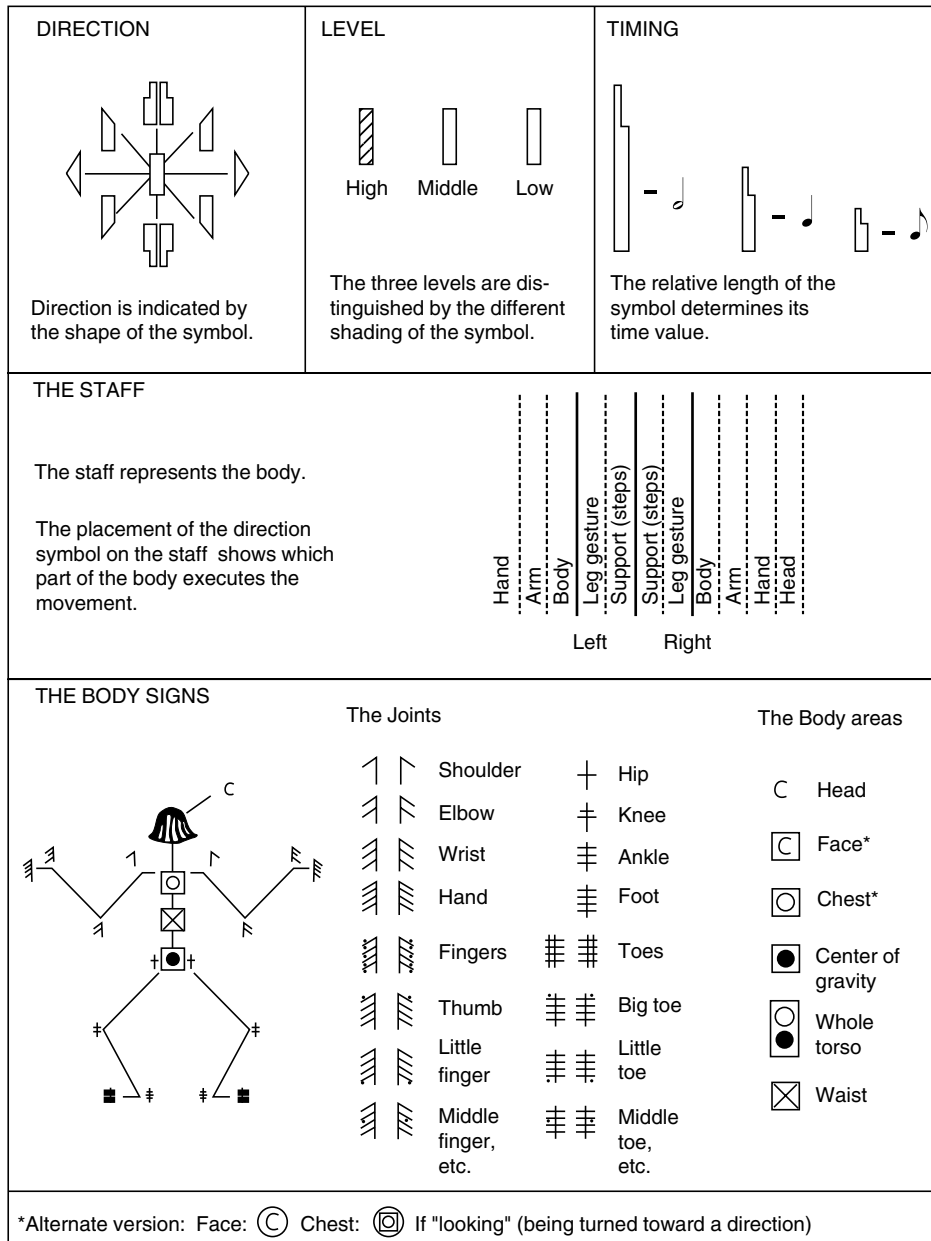 DIRECTION
Direction is indicated by
the shape of the symbol.
LEVEL
High Middle Low
The three levels are dis-
tinguished by the different
shading of the symbol.
TIMING
The relative length of the
symbol determines its
time value.
THE STAFF
The staff represents the body.
The placement of the direction
symbol on the staff shows which
part of the body executes the
movement.
Hand
Arm
Body
Leg gesture
Support (steps)
Support (steps)
Leg gesture
Body
Arm
Hand
Head
Left Right
THE BODY SIGNS
C
The Joints
Shoulder
Elbow
Wrist
Hand
Fingers
Thumb
Little
finger
Middle
finger,
etc.
Hip
Knee
Ankle
Foot
Toes
Big toe
Little
toe
Middle
toe,
etc.
The Body areas
C Head
C Face*
Chest*
Center of
gravity
Whole
torso
Waist
*Alternate version: Face: C Chest: If "looking" (being turned toward a direction)